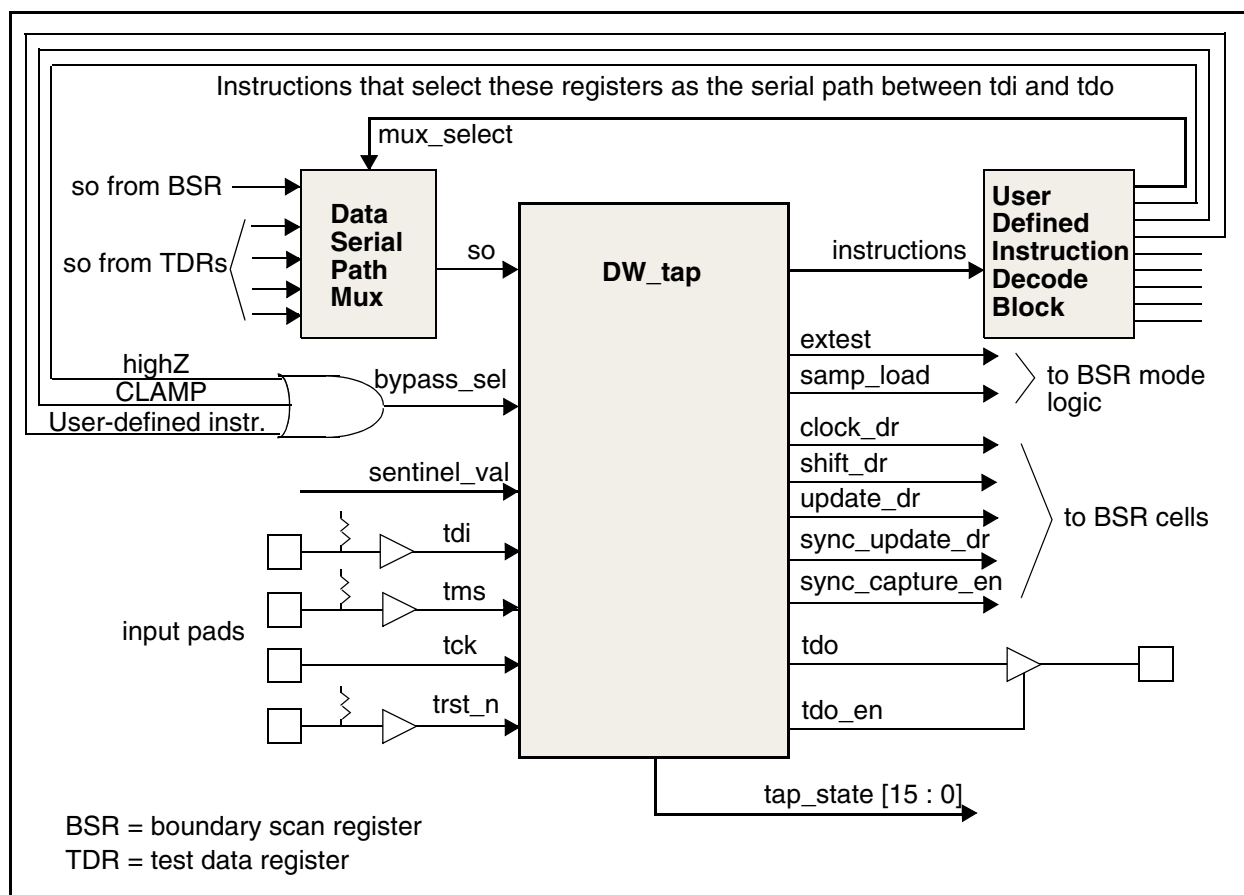 Instructions that select these registers as the serial path between tdi and tdo
mux_select
so from BSR
so from TDRs
Data
Serial
Path
Mux
so
DW_tap
instructions
User
Defined
Instruction
Decode
Block
highZ
CLAMP
User-defined instr.
bypass_sel
sentinel_val
extest
samp_load
to BSR mode
logic
clock_dr
shift_dr
update_dr
sync_update_dr
sync_capture_en
to BSR cells
input pads
tdi
tms
tck
trst_n
tdo
tdo_en
tap_state [15 : 0]
BSR = boundary scan register
TDR = test data register